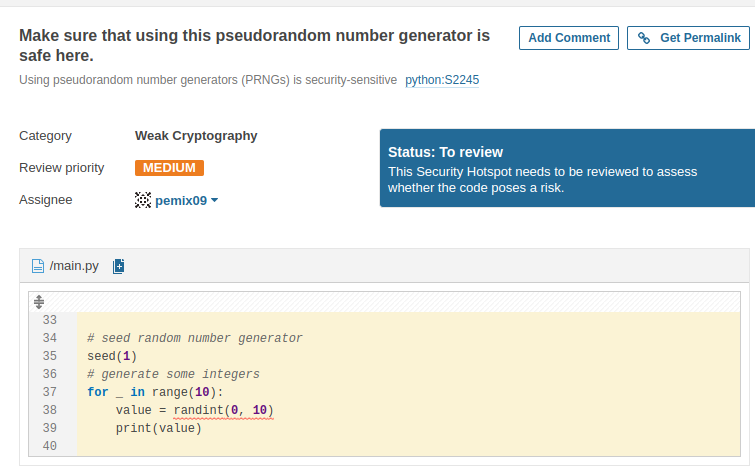 Make sure that using this pseudorandom number generator is
safe here.
Add Comment
Get Permalink
Using pseudorandom number generators (PRNGs) is security-sensitive python:S2245
Category Weak Cryptography
Review priority MEDIUM
Assignee pemix09
Status: To review
This Security Hotspot needs to be reviewed to assess
whether the code poses a risk.
/main.py
33
34 # seed random number generator
35 seed(1)
36 # generate some integers
37 for _ in range(10):
38     value = randint(0, 10)
39     print(value)
40